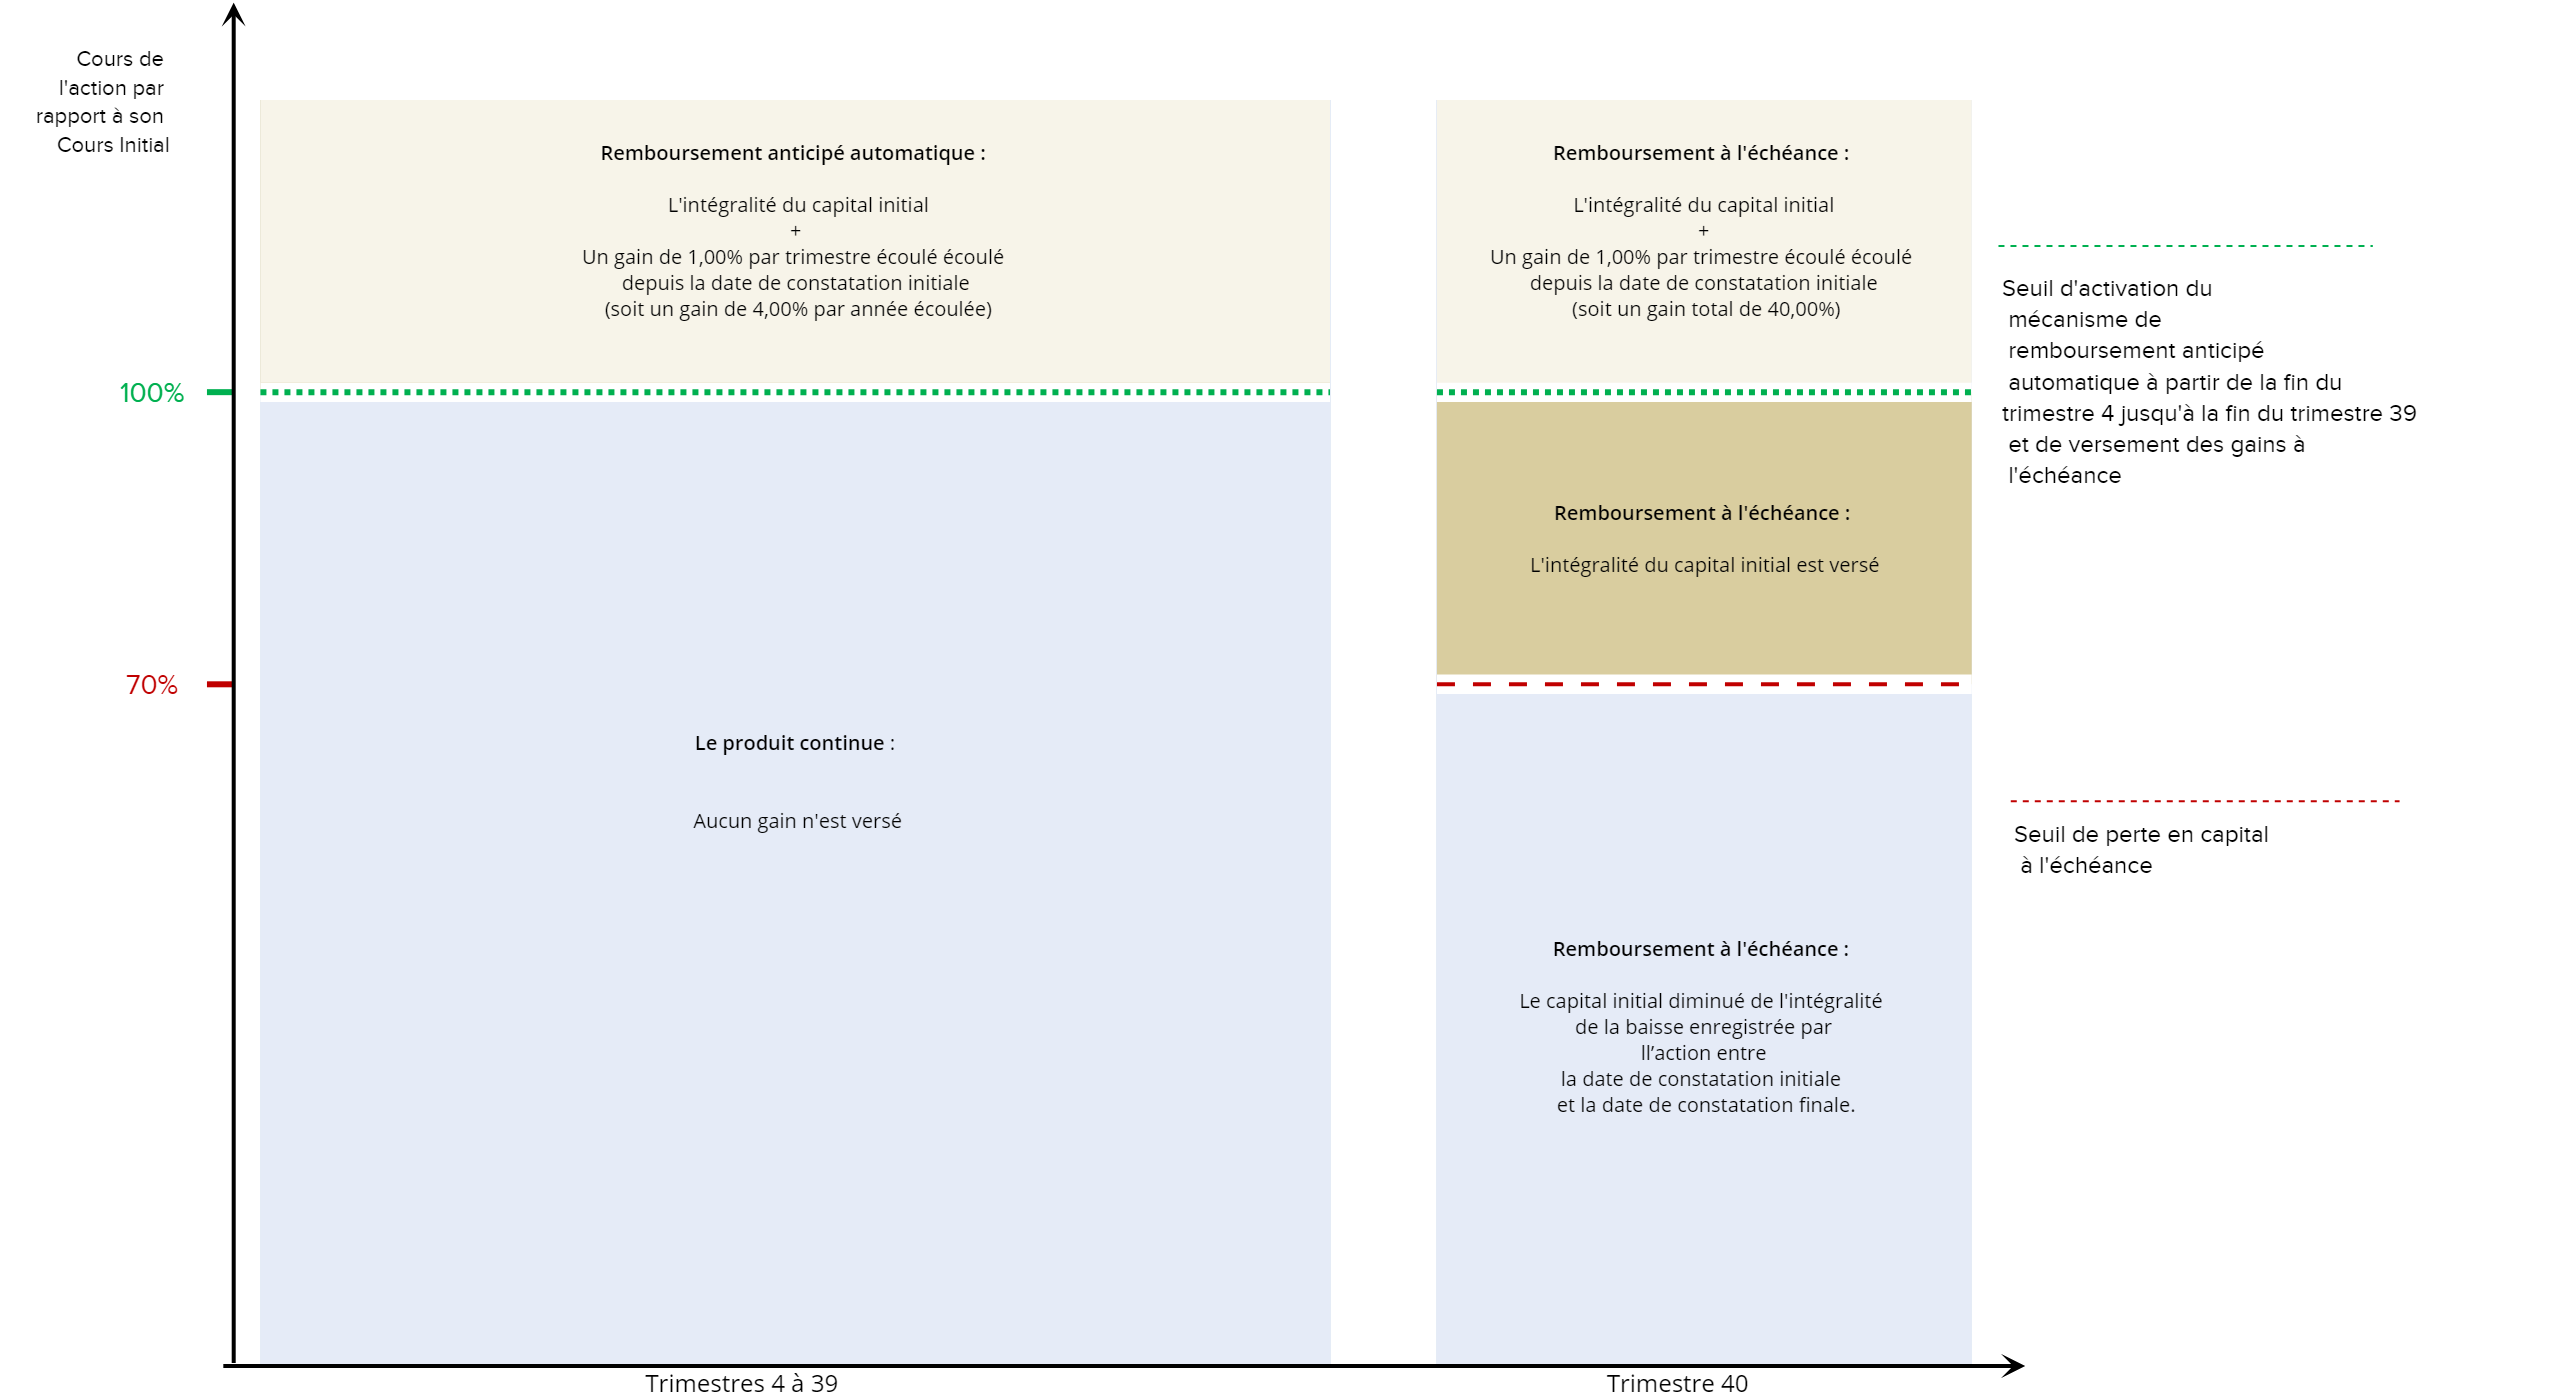 Cours de
l'action par
rapport à son
Cours Initial
Remboursement anticipé automatique :
L'intégralité du capital initial
+
Un gain de 1,00% par trimestre écoulé écoulé
depuis la date de constatation initiale
(soit un gain de 4,00% par année écoulée)
Remboursement à l'échéance :
L'intégralité du capital initial
+
Un gain de 1,00% par trimestre écoulé écoulé
depuis la date de constatation initiale
(soit un gain total de 40,00%)
Seuil d'activation du
mécanisme de
remboursement anticipé
automatique à partir de la fin du
trimestre 4 jusqu'à la fin du trimestre 39
et de versement des gains à
l'échéance
100%
Remboursement à l'échéance :
L'intégralité du capital initial est versé
70%
Le produit continue :
Aucun gain n'est versé
Seuil de perte en capital
à l'échéance
Remboursement à l'échéance :
Le capital initial diminué de l'intégralité
de la baisse enregistrée par
ll’action entre
la date de constatation initiale
et la date de constatation finale.
Trimestres 4 à 39
Trimestre 40